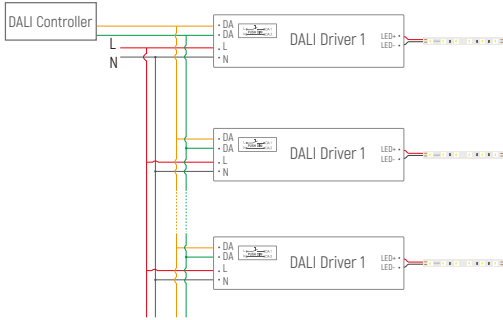 DALI Controller
L
N
DA
DA
L
N
DALI Driver 1
LED+
LED-
DA
DA
L
N
DALI Driver 1
LED+
LED-
DA
DA
L
N
DALI Driver 1
LED+
LED-